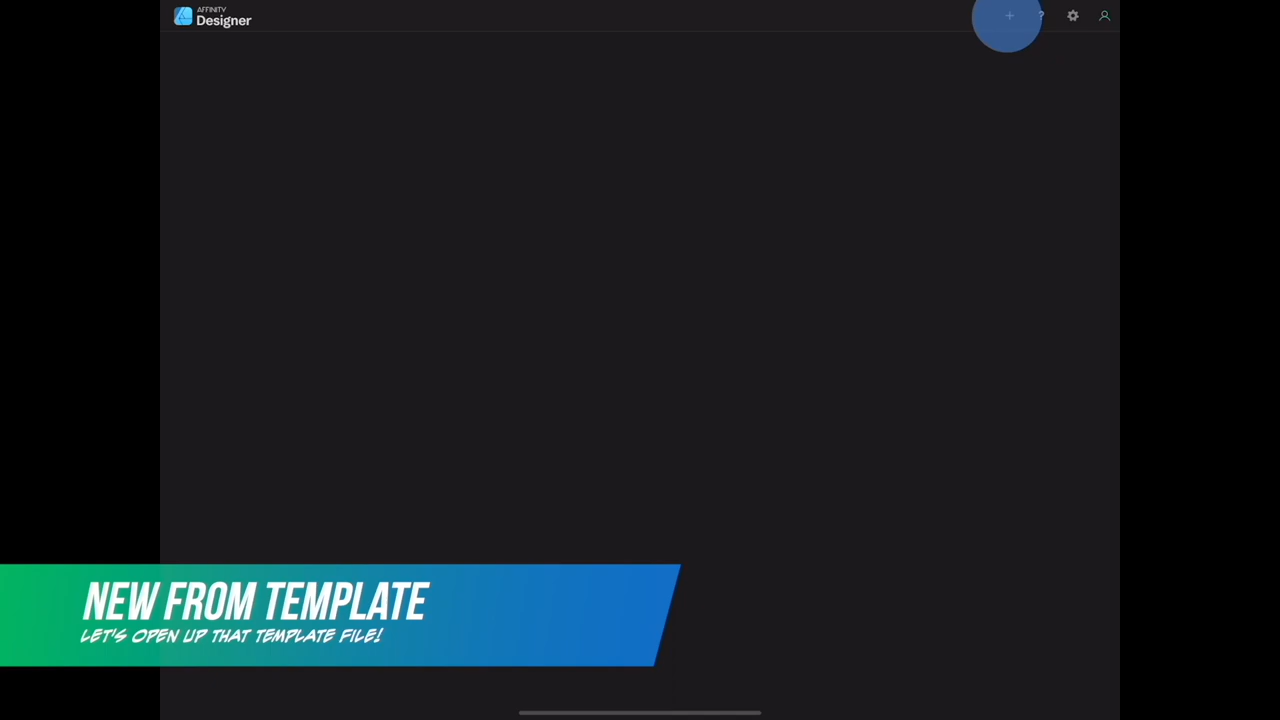 AFFINITY
Designer
?
NEW FROM TEMPLATE
LET'S OPEN UP THAT TEMPLATE FILE!